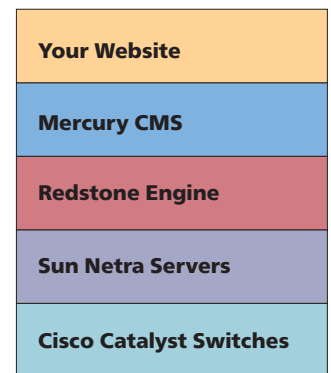 Your Website
Mercury CMS
Redstone Engine
Sun Netra Servers
Cisco Catalyst Switches